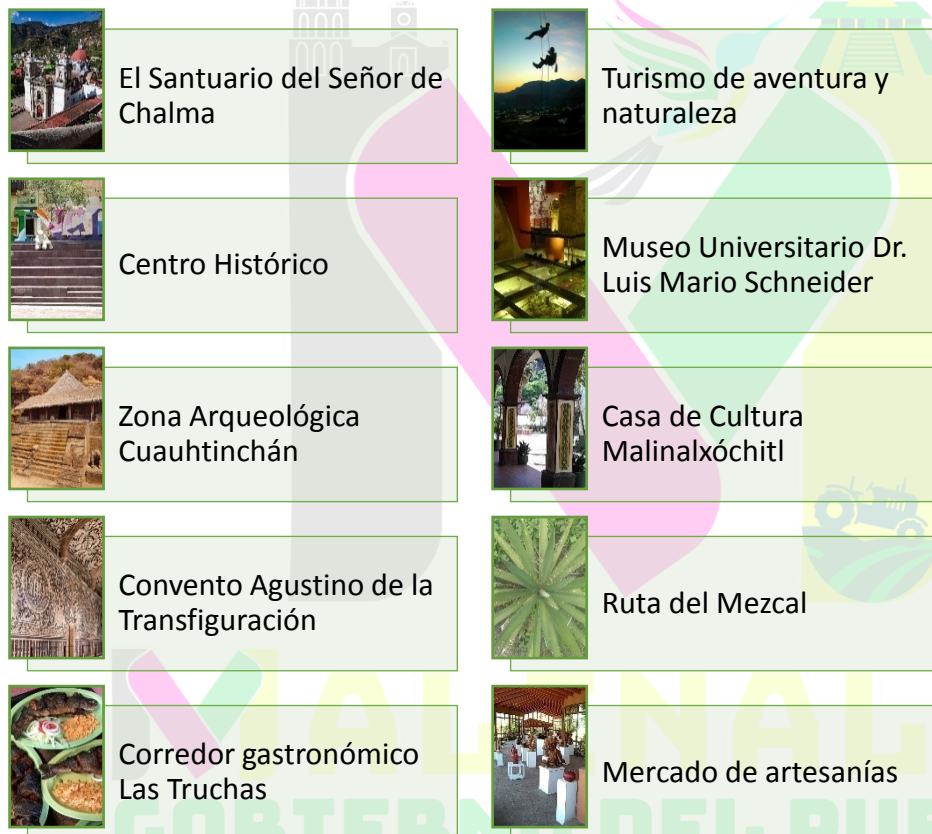 El Santuario del Señor de
Chalma
Turismo de aventura y
naturaleza
Centro Histórico
Museo Universitario Dr.
Luis Mario Schneider
Zona Arqueológica
Cuauhtinchán
Casa de Cultura
Malinalxóchitl
Convento Agustino de la
Transfiguración
Ruta del Mezcal
Corredor gastronómico
Las Truchas
Mercado de artesanías